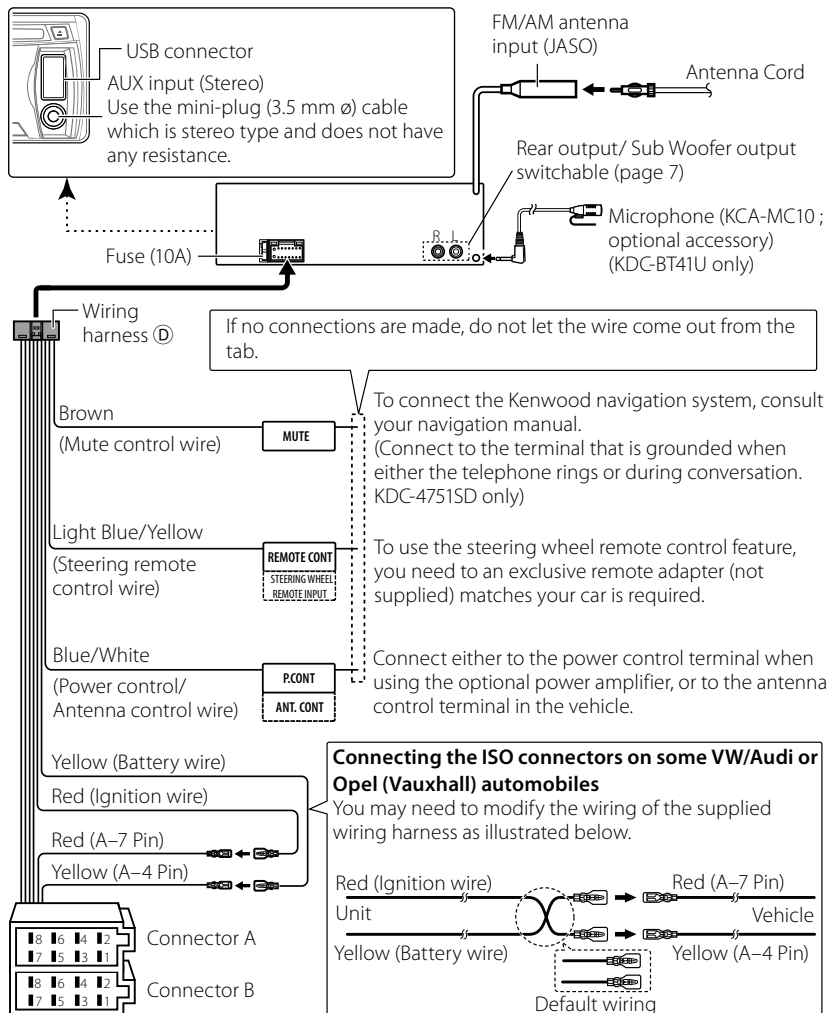 USB connector
AUX input (Stereo)
Use the mini-plug (3.5 mm ø) cable
which is stereo type and does not have
any resistance.
FM/AM antenna
input (JASO)
Antenna Cord
Rear output/ Sub Woofer output
switchable (page 7)
R L
Microphone (KCA-MC10 ;
optional accessory)
(KDC-BT41U only)
Fuse (10A)
Wiring
harness Ⓓ
If no connections are made, do not let the wire come out from the
tab.
Brown
(Mute control wire)
MUTE
To connect the Kenwood navigation system, consult
your navigation manual.
(Connect to the terminal that is grounded when
either the telephone rings or during conversation.
KDC-4751SD only)
Light Blue/Yellow
(Steering remote
control wire)
REMOTE CONT
STEERING WHEEL
REMOTE INPUT
To use the steering wheel remote control feature,
you need to an exclusive remote adapter (not
supplied) matches your car is required.
Blue/White
(Power control/
Antenna control wire)
P.CONT
ANT. CONT
Connect either to the power control terminal when
using the optional power amplifier, or to the antenna
control terminal in the vehicle.
Yellow (Battery wire)
Red (Ignition wire)
Red (A–7 Pin)
Yellow (A–4 Pin)
Connecting the ISO connectors on some VW/Audi or
Opel (Vauxhall) automobiles
You may need to modify the wiring of the supplied
wiring harness as illustrated below.
Red (Ignition wire)
Red (A–7 Pin)
Unit
Vehicle
Yellow (Battery wire)
Yellow (A–4 Pin)
Default wiring
8 6 4 2
7 5 3 1
Connector A
8 6 4 2
7 5 3 1
Connector B